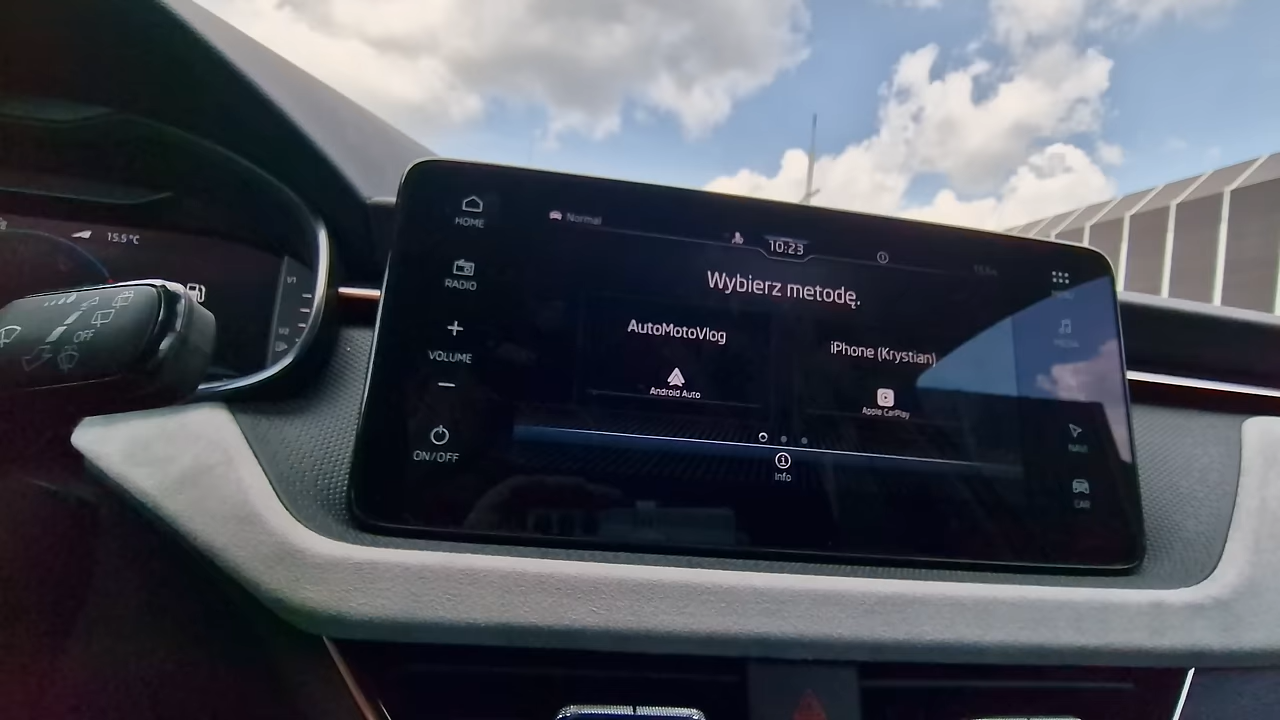 15.5°C
V1
OFF
HOME
RADIO
VOLUME
ON/OFF
Normal
10:23
Wybierz metodę.
AutoMotoVlog
Android Auto
iPhone (Krystian)
Apple CarPlay
Info
MEDIA
NAVI
CAR